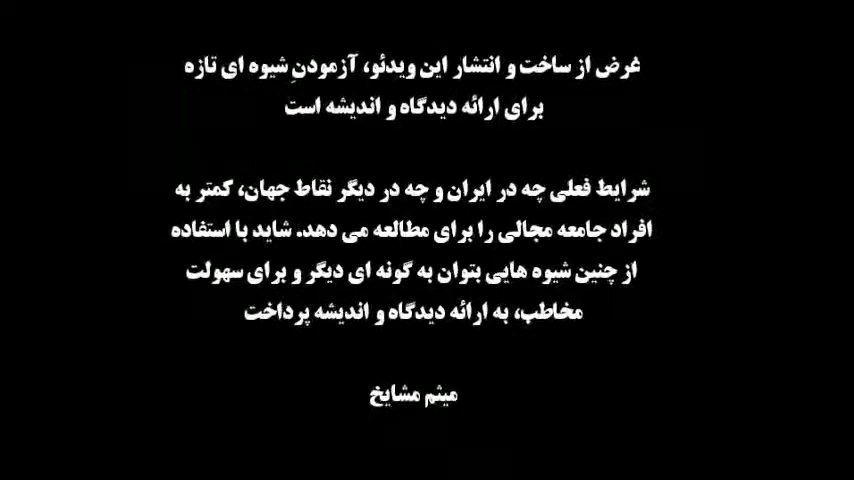 غرض از ساخت و انتشار این ویدئو، آزمودنِ شیوه ای تازه
برای ارائه دیدگاه و اندیشه است
شرایط فعلی چه در ایران و چه در دیگر نقاط جهان، کمتر به
افراد جامعه مجالی را برای مطالعه می دهد. شاید با استفاده
از چنین شیوه هایی بتوان به گونه ای دیگر و برای سهولت
مخاطب، به ارائه دیدگاه و اندیشه پرداخت
میثم مشایخ